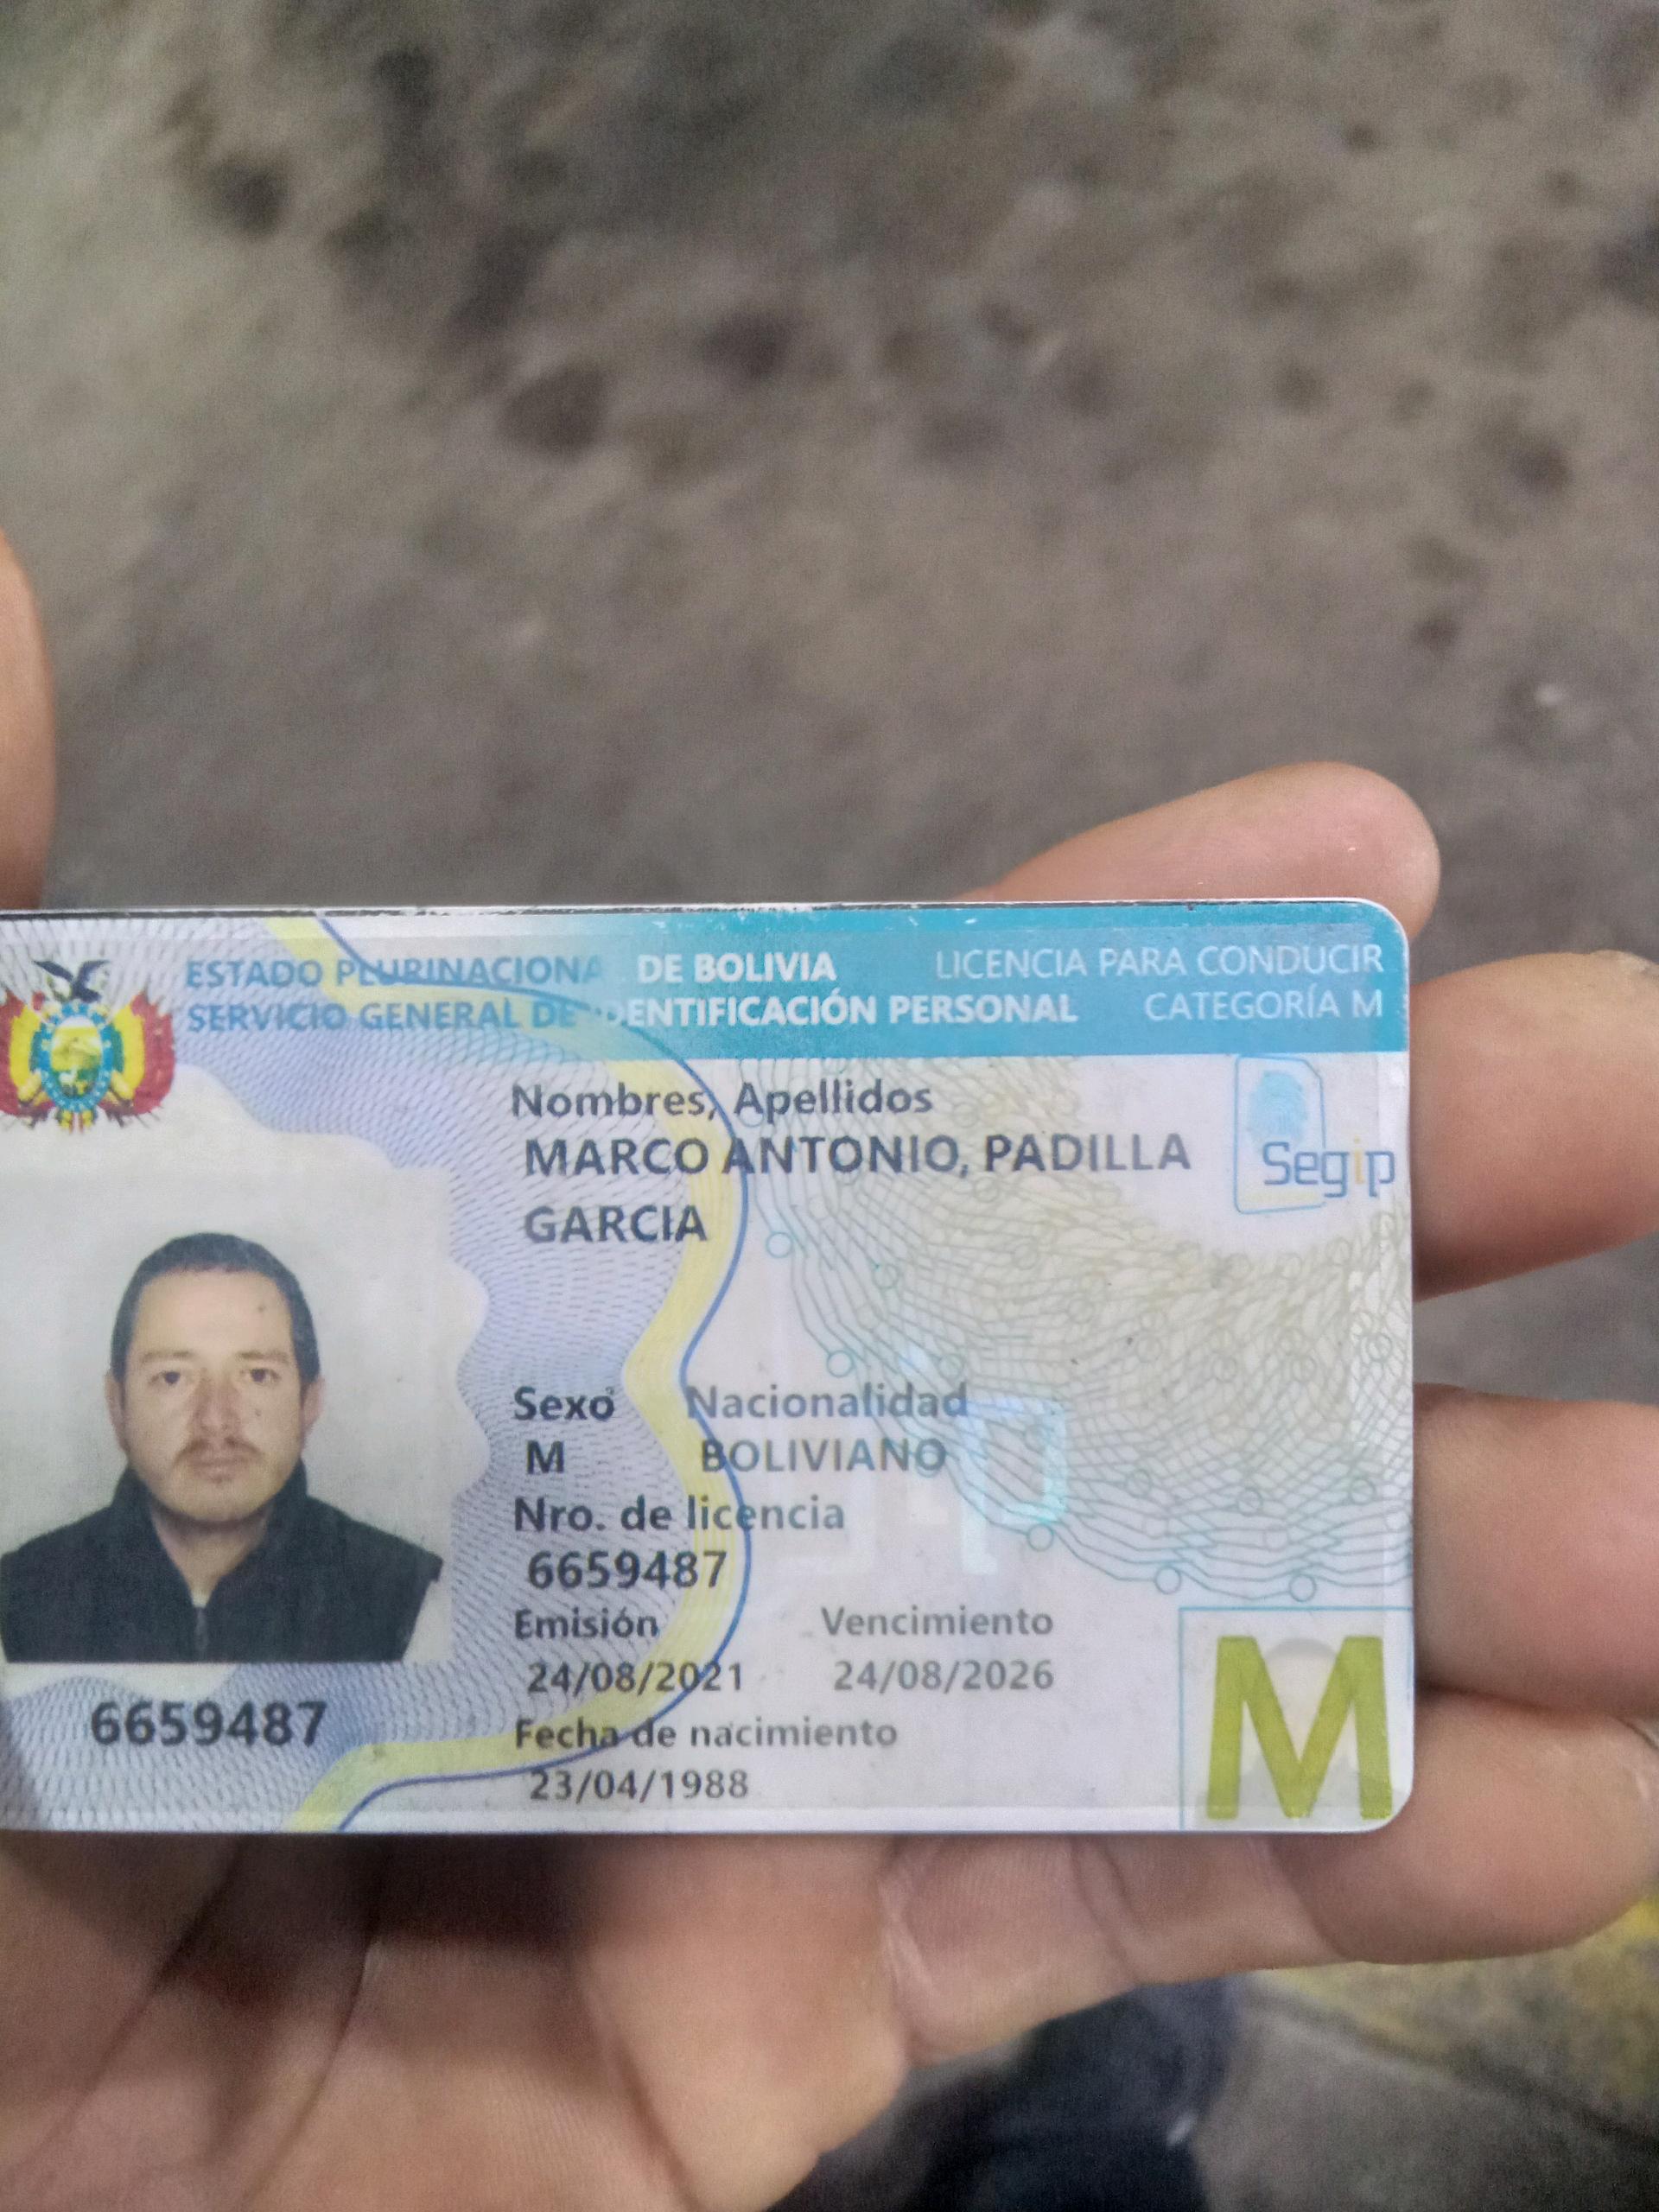 ESTADO PLURINACIONAL DE BOLIVIA
SERVICIO GENERAL DE IDENTIFICACIÓN PERSONAL
LICENCIA PARA CONDUCIR
CATEGORÍA M
Nombres, Apellidos
MARCO ANTONIO, PADILLA
GARCIA
Segip
Sexo Nacionalidad
M BOLIVIANO
Nro. de licencia
6659487
Emisión Vencimiento
24/08/2021 24/08/2026
Fecha de nacimiento
23/04/1988
6659487
M